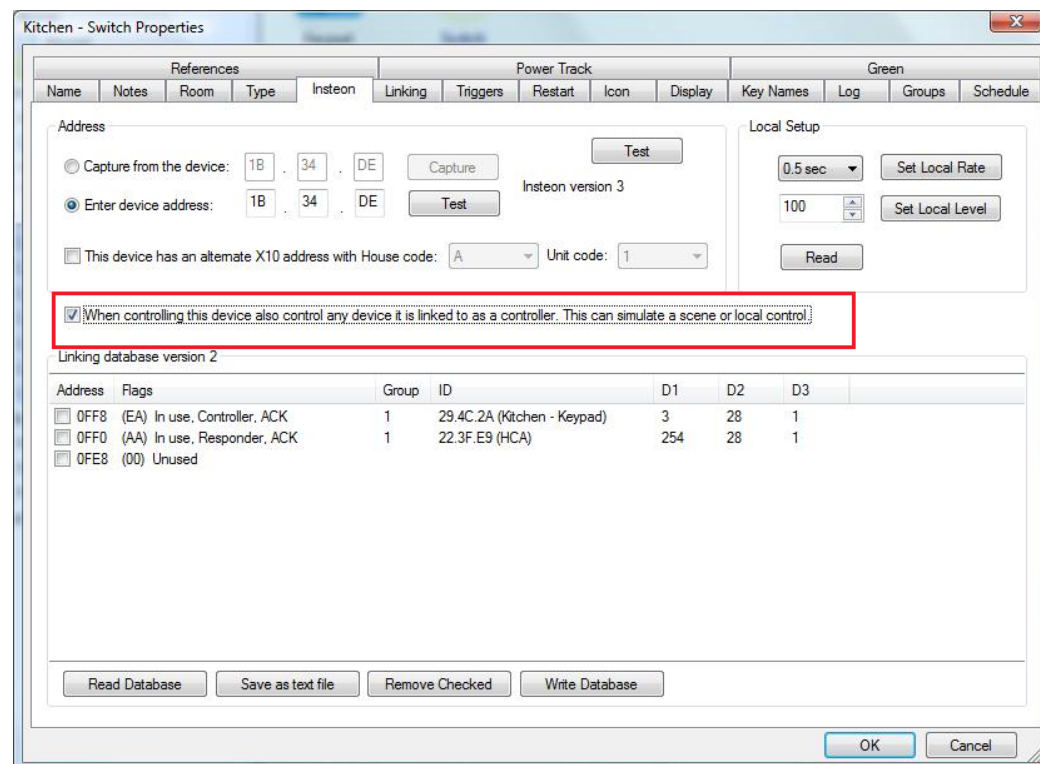 Kitchen - Switch Properties
References Power Track Green
Name Notes Room Type Insteon Linking Triggers Restart Icon Display Key Names Log Groups Schedule
Address
Capture from the device: 1B . 34 . DE Capture
Test
Insteon version 3
Enter device address: 1B . 34 . DE Test
This device has an alternate X10 address with House code: A Unit code: 1
Local Setup
0.5 sec Set Local Rate
100 Set Local Level
Read
When controlling this device also control any device it is linked to as a controller. This can simulate a scene or local control.
Linking database version 2
Address Flags Group ID D1 D2 D3
0FF8 (EA) In use, Controller, ACK 1 29.4C.2A (Kitchen - Keypad) 3 28 1
0FF0 (AA) In use, Responder, ACK 1 22.3F.E9 (HCA) 254 28 1
0FE8 (00) Unused
Read Database Save as text file Remove Checked Write Database
OK Cancel